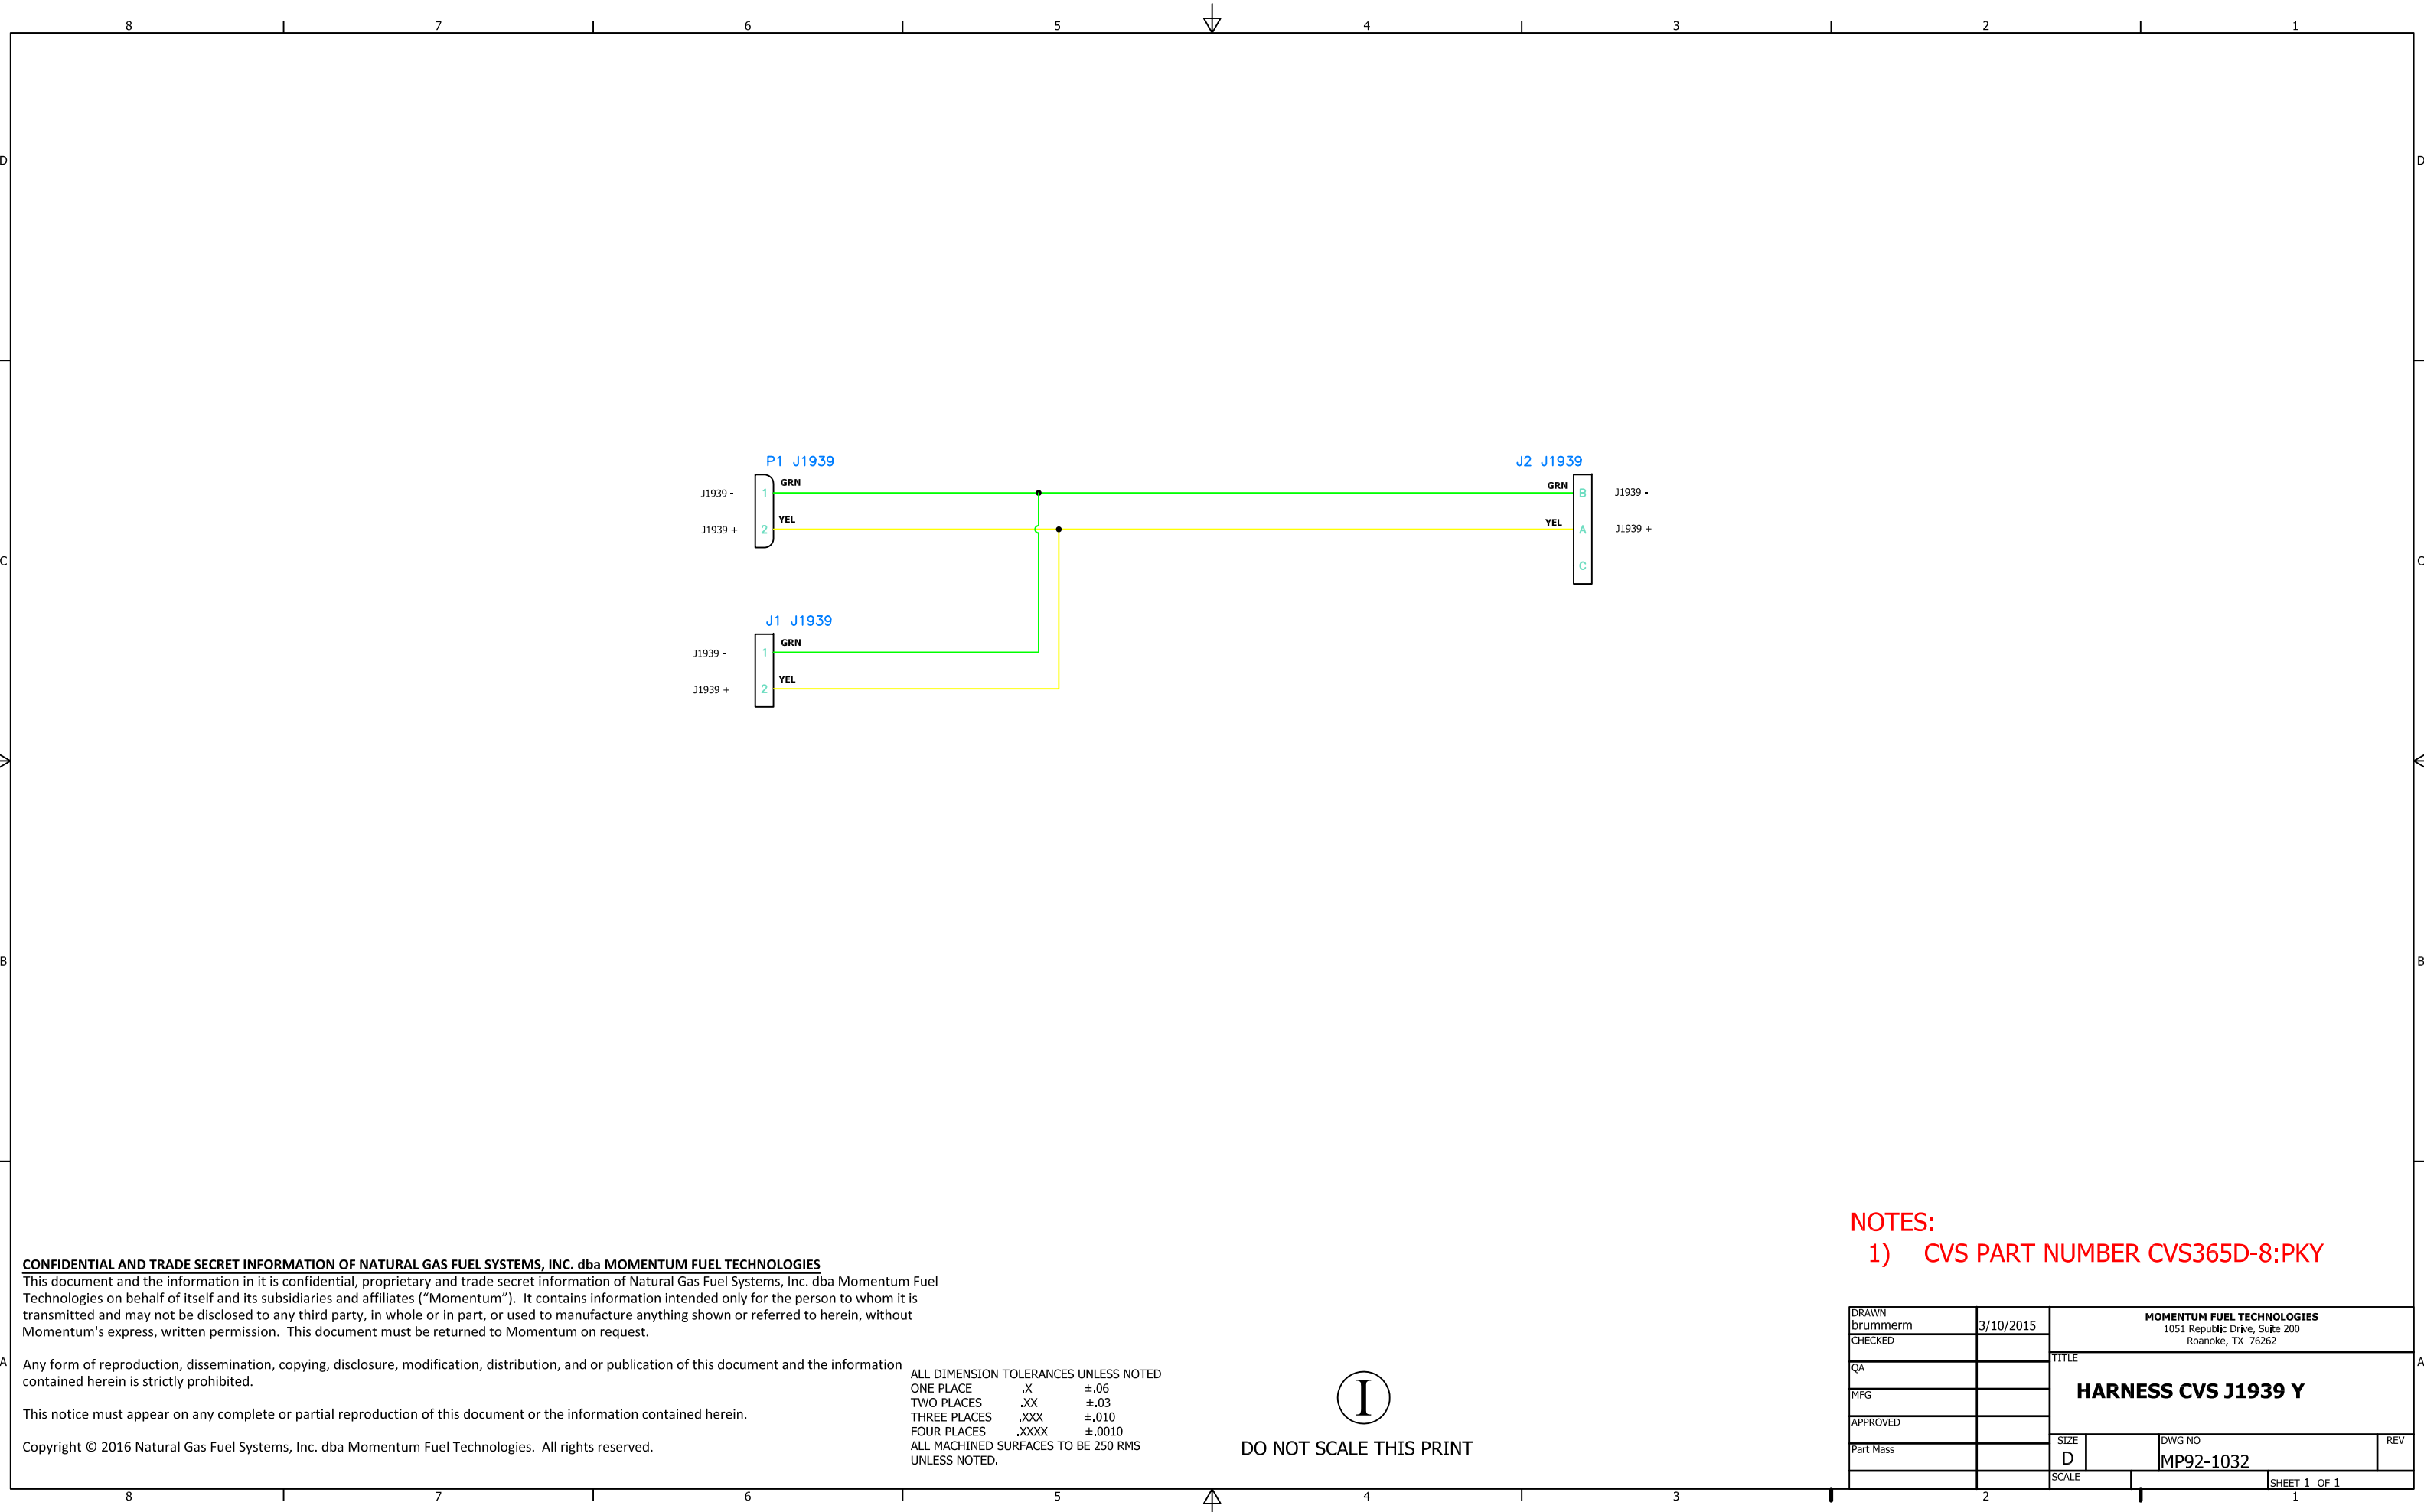 8 7 6 5 4 3 2 1
D D
P1 J1939
J2 J1939
J1939 - 1 GRN
GRN B J1939 -
J1939 + 2 YEL
YEL A J1939 +
C C
C
J1 J1939
J1939 - 1 GRN
J1939 + 2 YEL
B B
NOTES:
1) CVS PART NUMBER CVS365D-8:PKY
CONFIDENTIAL AND TRADE SECRET INFORMATION OF NATURAL GAS FUEL SYSTEMS, INC. dba MOMENTUM FUEL TECHNOLOGIES
This document and the information in it is confidential, proprietary and trade secret information of Natural Gas Fuel Systems, Inc. dba Momentum Fuel
Technologies on behalf of itself and its subsidiaries and affiliates (“Momentum”).  It contains information intended only for the person to whom it is
transmitted and may not be disclosed to any third party, in whole or in part, or used to manufacture anything shown or referred to herein, without
Momentum's express, written permission.  This document must be returned to Momentum on request.
A A
Any form of reproduction, dissemination, copying, disclosure, modification, distribution, and or publication of this document and the information
contained herein is strictly prohibited.
This notice must appear on any complete or partial reproduction of this document or the information contained herein.
Copyright © 2016 Natural Gas Fuel Systems, Inc. dba Momentum Fuel Technologies.  All rights reserved.
ALL DIMENSION TOLERANCES UNLESS NOTED
ONE PLACE .X ±.06
TWO PLACES .XX ±.03
THREE PLACES .XXX ±.010
FOUR PLACES .XXXX ±.0010
ALL MACHINED SURFACES TO BE 250 RMS
UNLESS NOTED.
I
DO NOT SCALE THIS PRINT
DRAWN
brummerm 3/10/2015
CHECKED
QA
MFG
APPROVED
Part Mass
MOMENTUM FUEL TECHNOLOGIES
1051 Republic Drive, Suite 200
Roanoke, TX  76262
TITLE
HARNESS CVS J1939 Y
SIZE
D
DWG NO
MP92-1032
REV
SCALE
SHEET 1 OF 1
8 7 6 5 4 3 2 1